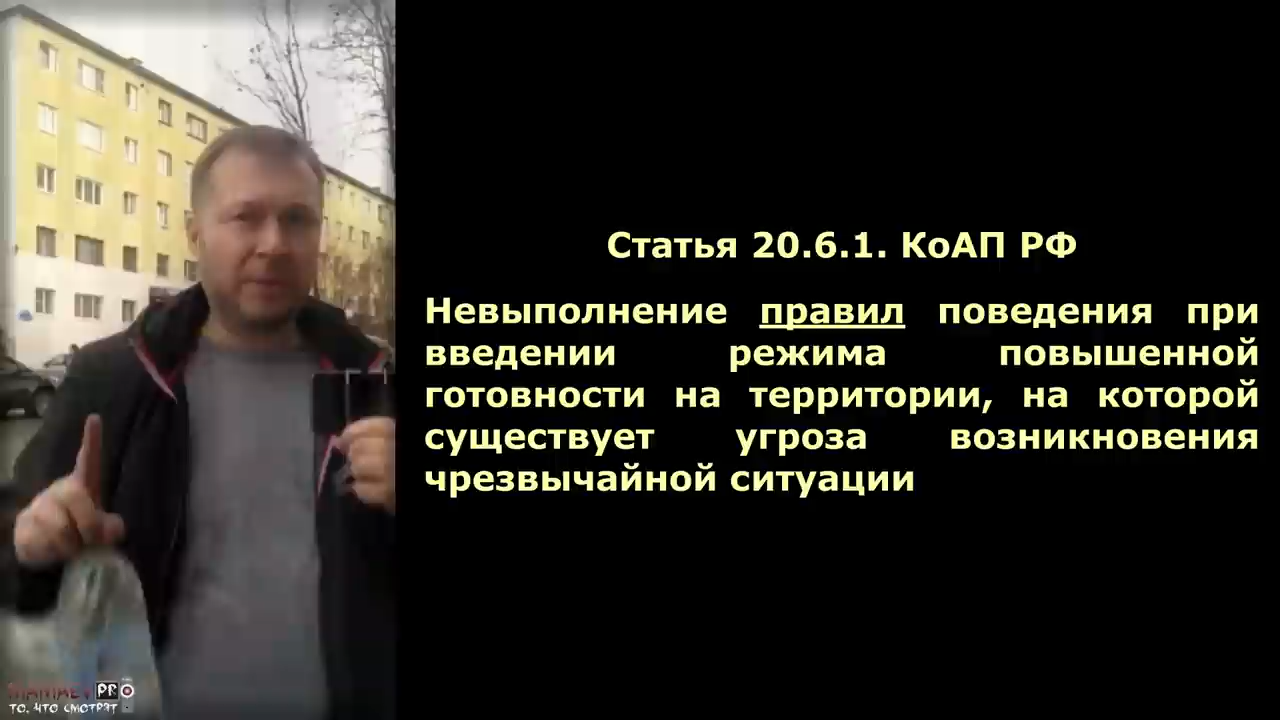 Статья 20.6.1. КоАП РФ
Невыполнение правил поведения при
введении режима повышенной
готовности на территории, на которой
существует угроза возникновения
чрезвычайной ситуации
MAMAEV PRO
ТО, ЧТО СМОТРЯТ